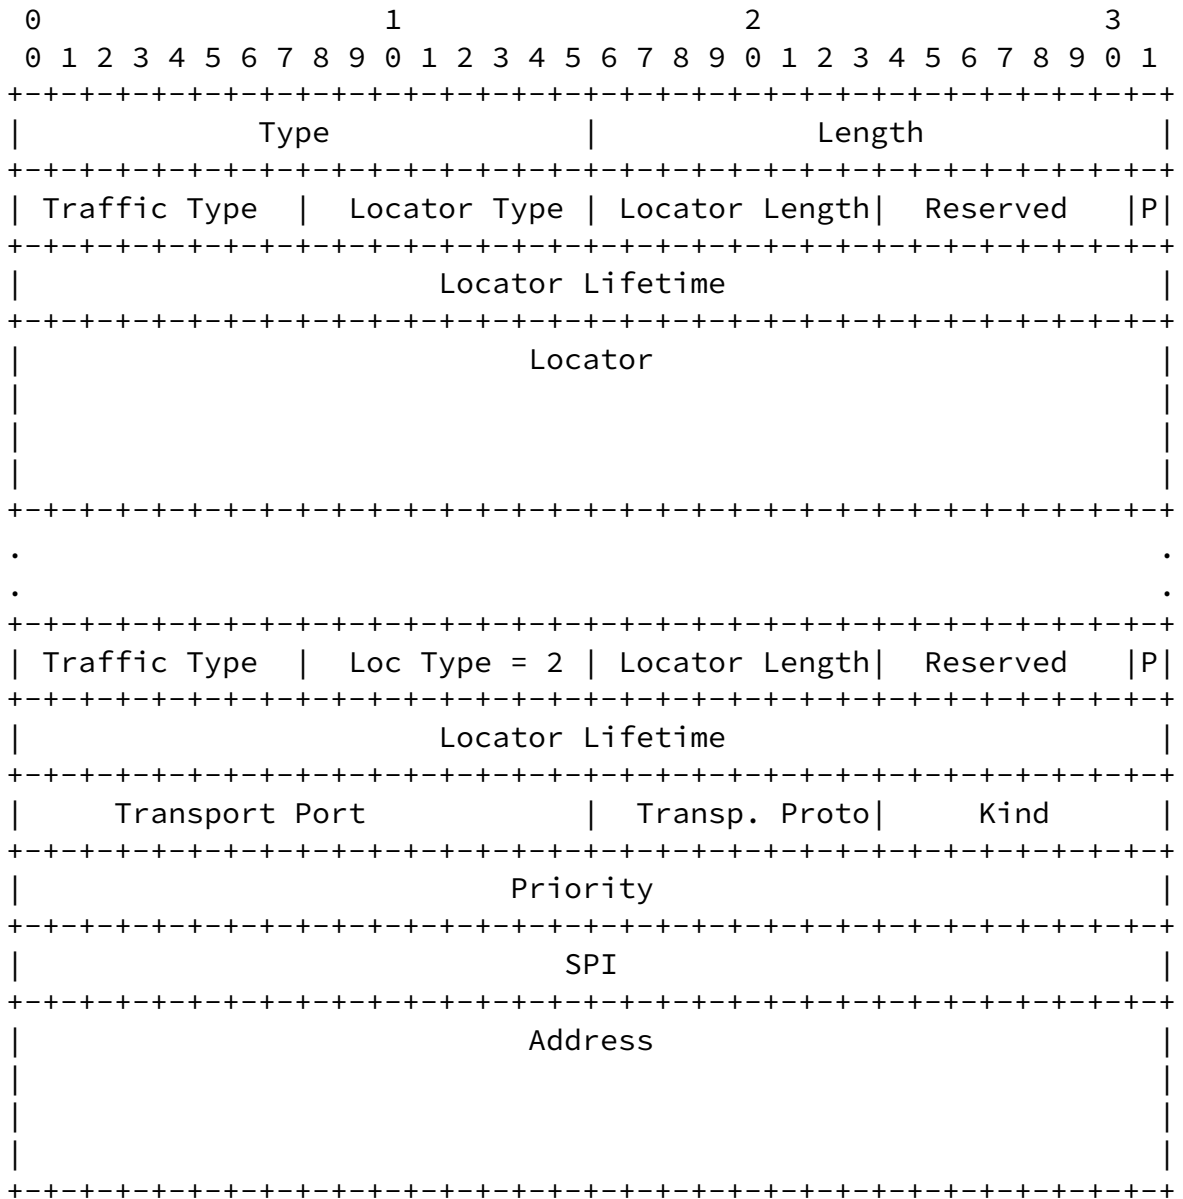 0                   1                   2                   3
 0 1 2 3 4 5 6 7 8 9 0 1 2 3 4 5 6 7 8 9 0 1 2 3 4 5 6 7 8 9 0 1
+-+-+-+-+-+-+-+-+-+-+-+-+-+-+-+-+-+-+-+-+-+-+-+-+-+-+-+-+-+-+-+-+
|             Type              |            Length             |
+-+-+-+-+-+-+-+-+-+-+-+-+-+-+-+-+-+-+-+-+-+-+-+-+-+-+-+-+-+-+-+-+
| Traffic Type  |  Locator Type | Locator Length|  Reserved   |P|
+-+-+-+-+-+-+-+-+-+-+-+-+-+-+-+-+-+-+-+-+-+-+-+-+-+-+-+-+-+-+-+-+
|                       Locator Lifetime                        |
+-+-+-+-+-+-+-+-+-+-+-+-+-+-+-+-+-+-+-+-+-+-+-+-+-+-+-+-+-+-+-+-+
|                            Locator                            |
|                                                               |
|                                                               |
|                                                               |
+-+-+-+-+-+-+-+-+-+-+-+-+-+-+-+-+-+-+-+-+-+-+-+-+-+-+-+-+-+-+-+-+
.                                                               .
.                                                               .
+-+-+-+-+-+-+-+-+-+-+-+-+-+-+-+-+-+-+-+-+-+-+-+-+-+-+-+-+-+-+-+-+
| Traffic Type  |  Loc Type = 2 | Locator Length|  Reserved   |P|
+-+-+-+-+-+-+-+-+-+-+-+-+-+-+-+-+-+-+-+-+-+-+-+-+-+-+-+-+-+-+-+-+
|                       Locator Lifetime                        |
+-+-+-+-+-+-+-+-+-+-+-+-+-+-+-+-+-+-+-+-+-+-+-+-+-+-+-+-+-+-+-+-+
|     Transport Port            |  Transp. Proto|     Kind      |
+-+-+-+-+-+-+-+-+-+-+-+-+-+-+-+-+-+-+-+-+-+-+-+-+-+-+-+-+-+-+-+-+
|                           Priority                            |
+-+-+-+-+-+-+-+-+-+-+-+-+-+-+-+-+-+-+-+-+-+-+-+-+-+-+-+-+-+-+-+-+
|                              SPI                              |
+-+-+-+-+-+-+-+-+-+-+-+-+-+-+-+-+-+-+-+-+-+-+-+-+-+-+-+-+-+-+-+-+
|                            Address                            |
|                                                               |
|                                                               |
|                                                               |
+-+-+-+-+-+-+-+-+-+-+-+-+-+-+-+-+-+-+-+-+-+-+-+-+-+-+-+-+-+-+-+-+